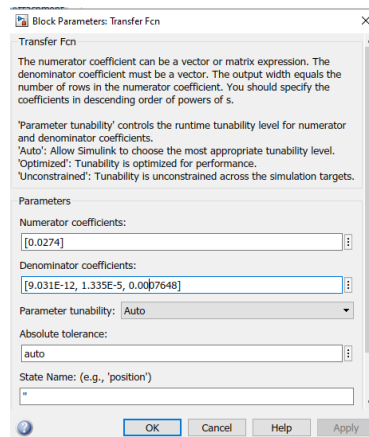 Block Parameters: Transfer Fcn
Transfer Fcn
The numerator coefficient can be a vector or matrix expression. The
denominator coefficient must be a vector. The output width equals the
number of rows in the numerator coefficient. You should specify the
coefficients in descending order of powers of s.
'Parameter tunability' controls the runtime tunability level for numerator
and denominator coefficients.
'Auto': Allow Simulink to choose the most appropriate tunability level.
'Optimized': Tunability is optimized for performance.
'Unconstrained': Tunability is unconstrained across the simulation targets.
Parameters
Numerator coefficients:
[0.0274]
Denominator coefficients:
[9.031E-12, 1.335E-5, 0.0007648]
Parameter tunability: Auto
Absolute tolerance:
auto
State Name: (e.g., 'position')
''
OK Cancel Help Apply